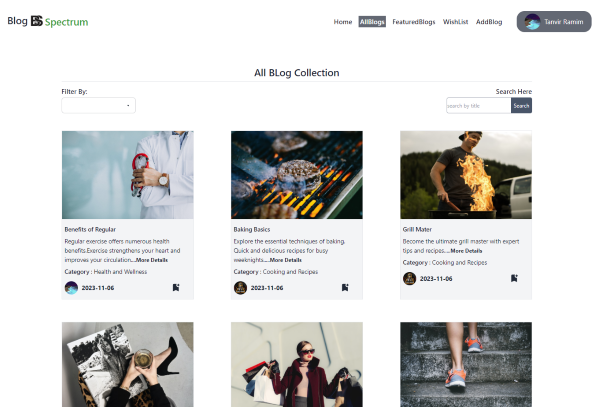 Blog BS Spectrum
Home AllBlogs FeaturedBlogs WishList AddBlog Tanvir Ramim
All BLog Collection
Filter By: Search Here
search by title Search
Benefits of Regular
Regular exercise offers numerous health
benefits.Exercise strengthens your heart and
improves your circulation....More Details
Category : Health and Wellness
2023-11-06
Baking Basics
Explore the essential techniques of baking.
Quick and delicious recipes for busy
weeknights....More Details
Category : Cooking and Recipes
2023-11-06
Grill Mater
Become the ultimate grill master with expert
tips and recipes....More Details
Category : Cooking and Recipes
2023-11-06